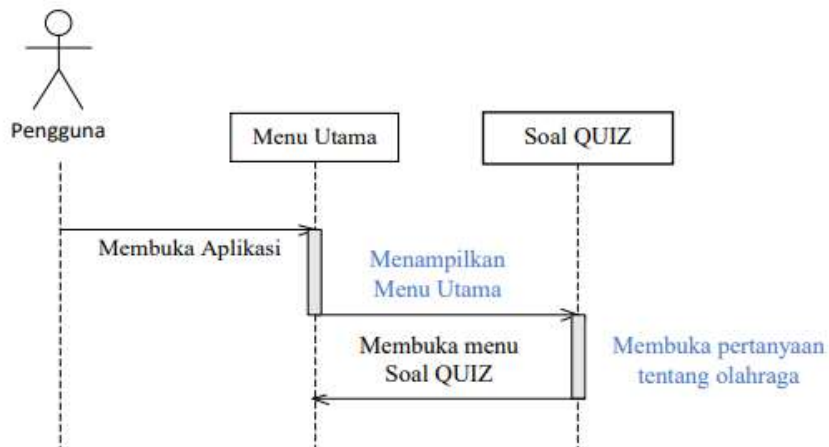 Pengguna
Menu Utama
Soal QUIZ
Membuka Aplikasi
Menampilkan
Menu Utama
Membuka menu
Soal QUIZ
Membuka pertanyaan
tentang olahraga